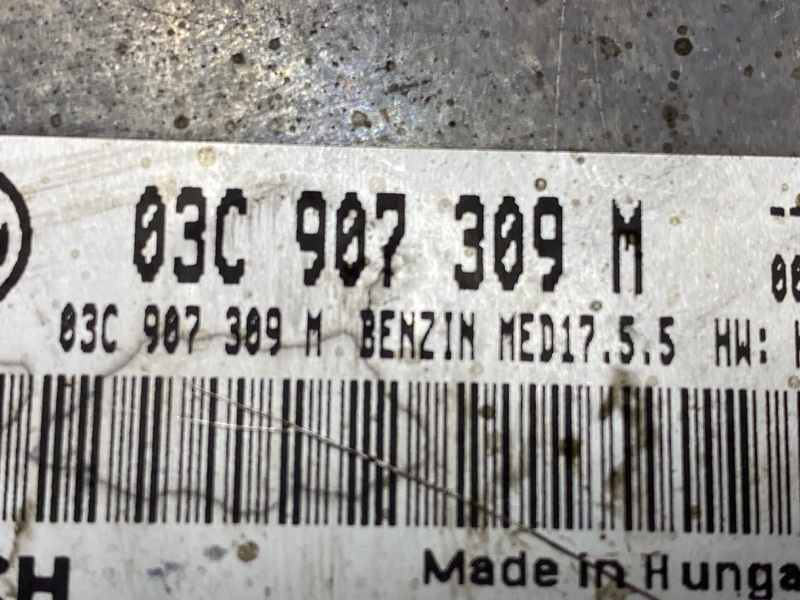 03C 907 309 M
03C 907 309 M BENZIN MED17.5.5 HW:
Made in Hunga